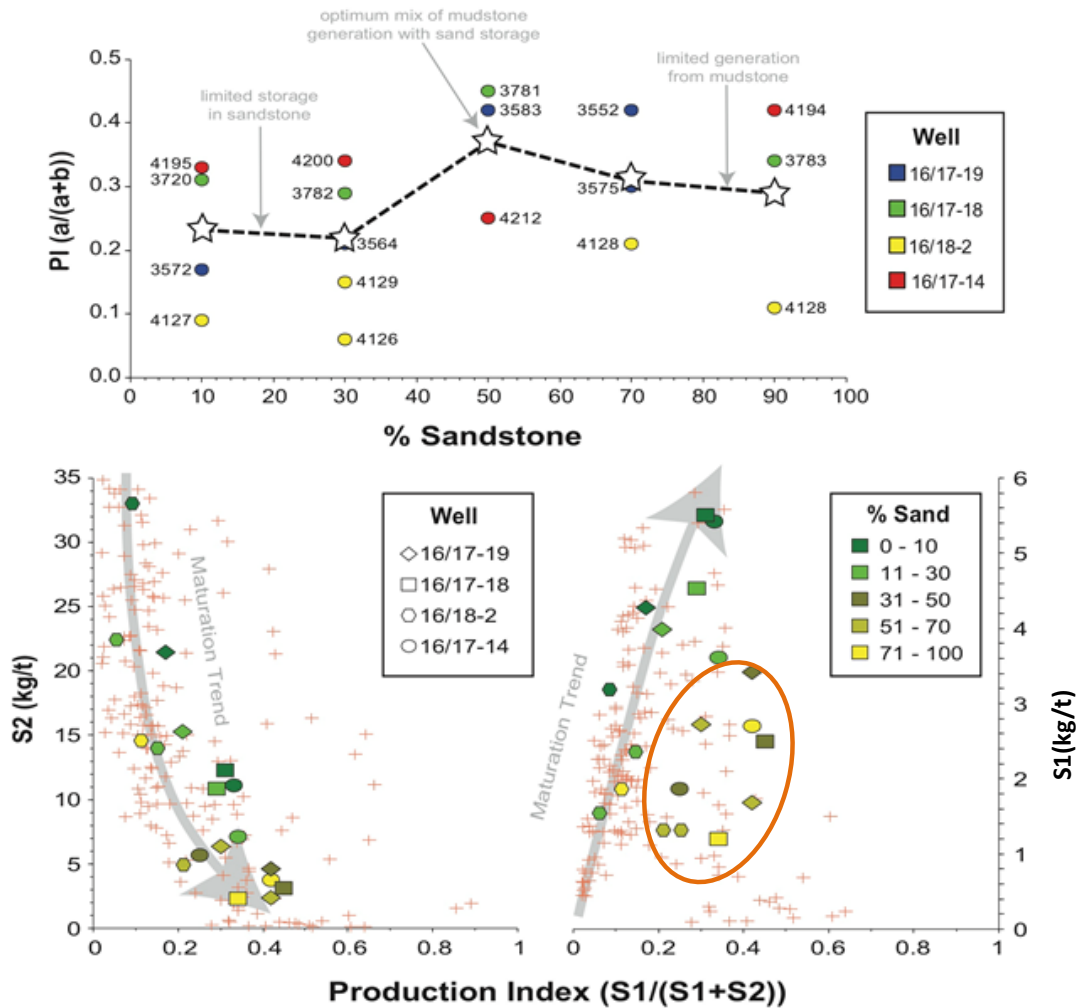 optimum mix of mudstone
generation with sand storage
limited storage
in sandstone
limited generation
from mudstone
PI (a/(a+b))
0.5
0.4
0.3
0.2
0.1
0.0
4195
3720
3572
4127
4200
3782
3564
4129
4126
3781
3583
4212
3552
3575
4128
4194
3783
4128
0 10 20 30 40 50 60 70 80 90 100
% Sandstone
Well
16/17-19
16/17-18
16/18-2
16/17-14
S2 (kg/t)
35
30
25
20
15
10
5
0
Maturation Trend
Well
16/17-19
16/17-18
16/18-2
16/17-14
0 0.2 0.4 0.6 0.8 1
Maturation Trend
% Sand
0 - 10
11 - 30
31 - 50
51 - 70
71 - 100
6
5
4
3
2
1
0
S1(kg/t)
0 0.2 0.4 0.6 0.8 1
Production Index (S1/(S1+S2))